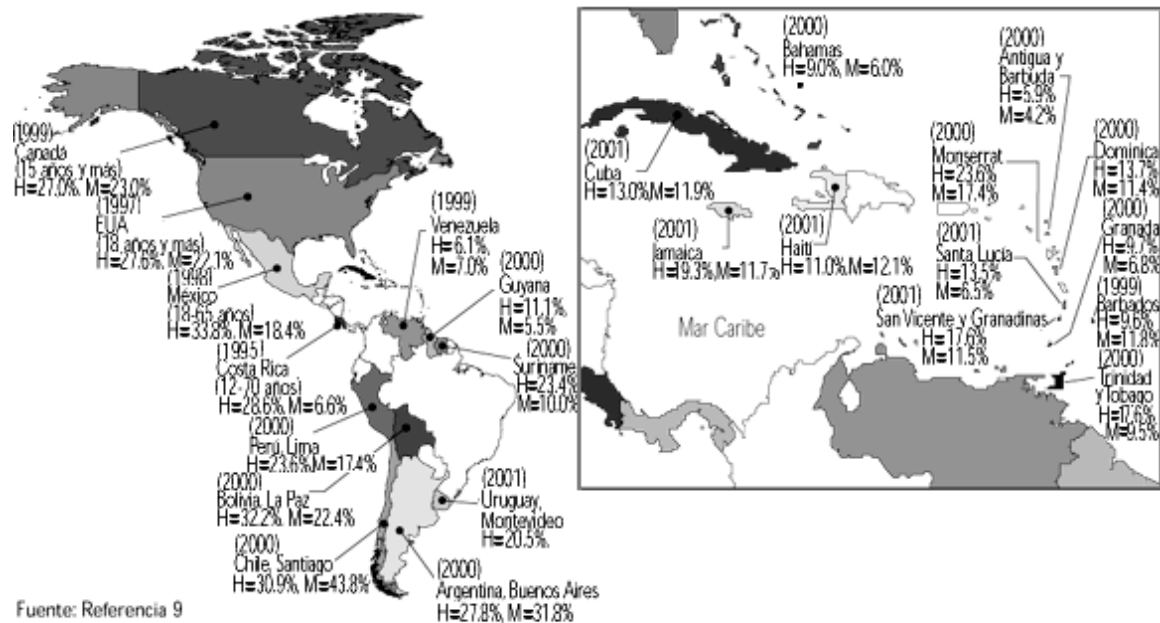 (1999)
Canadá
(15 años y más)
H=27.0% M=23.0%
(1997)
EUA
(18 años y más)
H=27.6% M=22.1%
(1998)
México
(18-65 años)
H=33.8% M=18.4%
(1995)
Costa Rica
(12-70 años)
H=28.6% M=6.6%
(2000)
Perú, Lima
H=23.6%M=17.4%
(2000)
Bolivia, La Paz
H=32.2% M=22.4%
(2000)
Chile, Santiago
H=30.9%, M=43.8%
(1999)
Venezuela
H=6.1%
M=7.0%
(2000)
Guyana
H=11.1%
M=5.5%
(2000)
Suriname
H=23.4%
M=10.0%
(2001)
Uruguay,
Montevideo
H=20.5%.
(2000)
Argentina, Buenos Aires
H=27.8%, M=31.8%
Fuente: Referencia 9
(2000)
Bahamas
H=9.0%, M=6.0%
(2001)
Cuba
H=13.0%,M=11.9%
(2001)
Jamaica
H=19.3%,M=11.7%
(2001)
Haití
H=11.0%,M=12.1%
Mar Caribe
(2000)
Antigua y
Barbuda
H=5.9%
M=4.2%
(2000)
Monserrat
H=23.6%
M=17.4%
(2000)
Dominica
H=13.7%
M=11.4%
(2001)
Santa Lucía
H=13.5%
M=6.5%
(2000)
Granada
H=9.7%
M=6.8%
(2001)
San Vicente y Granadinas
H=17.6%
M=11.5%
(1999)
Barbados
H=9.6%
M=11.8%
(2000)
Trinidad
y Tobago
H=17.6%
M=9.5%